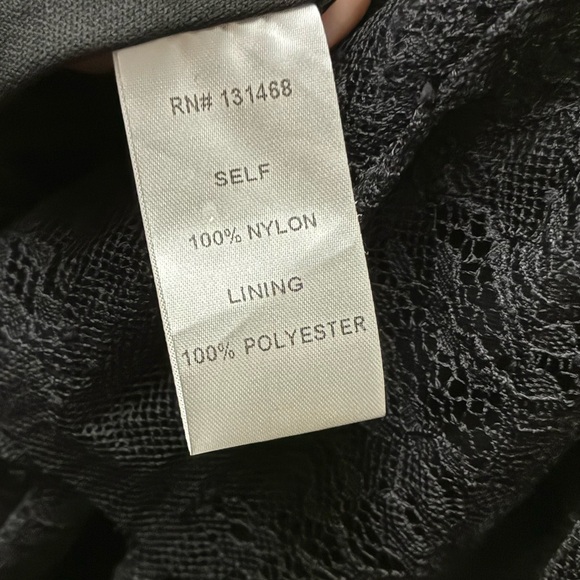 RN# 131468
SELF
100% NYLON
LINING
100% POLYESTER